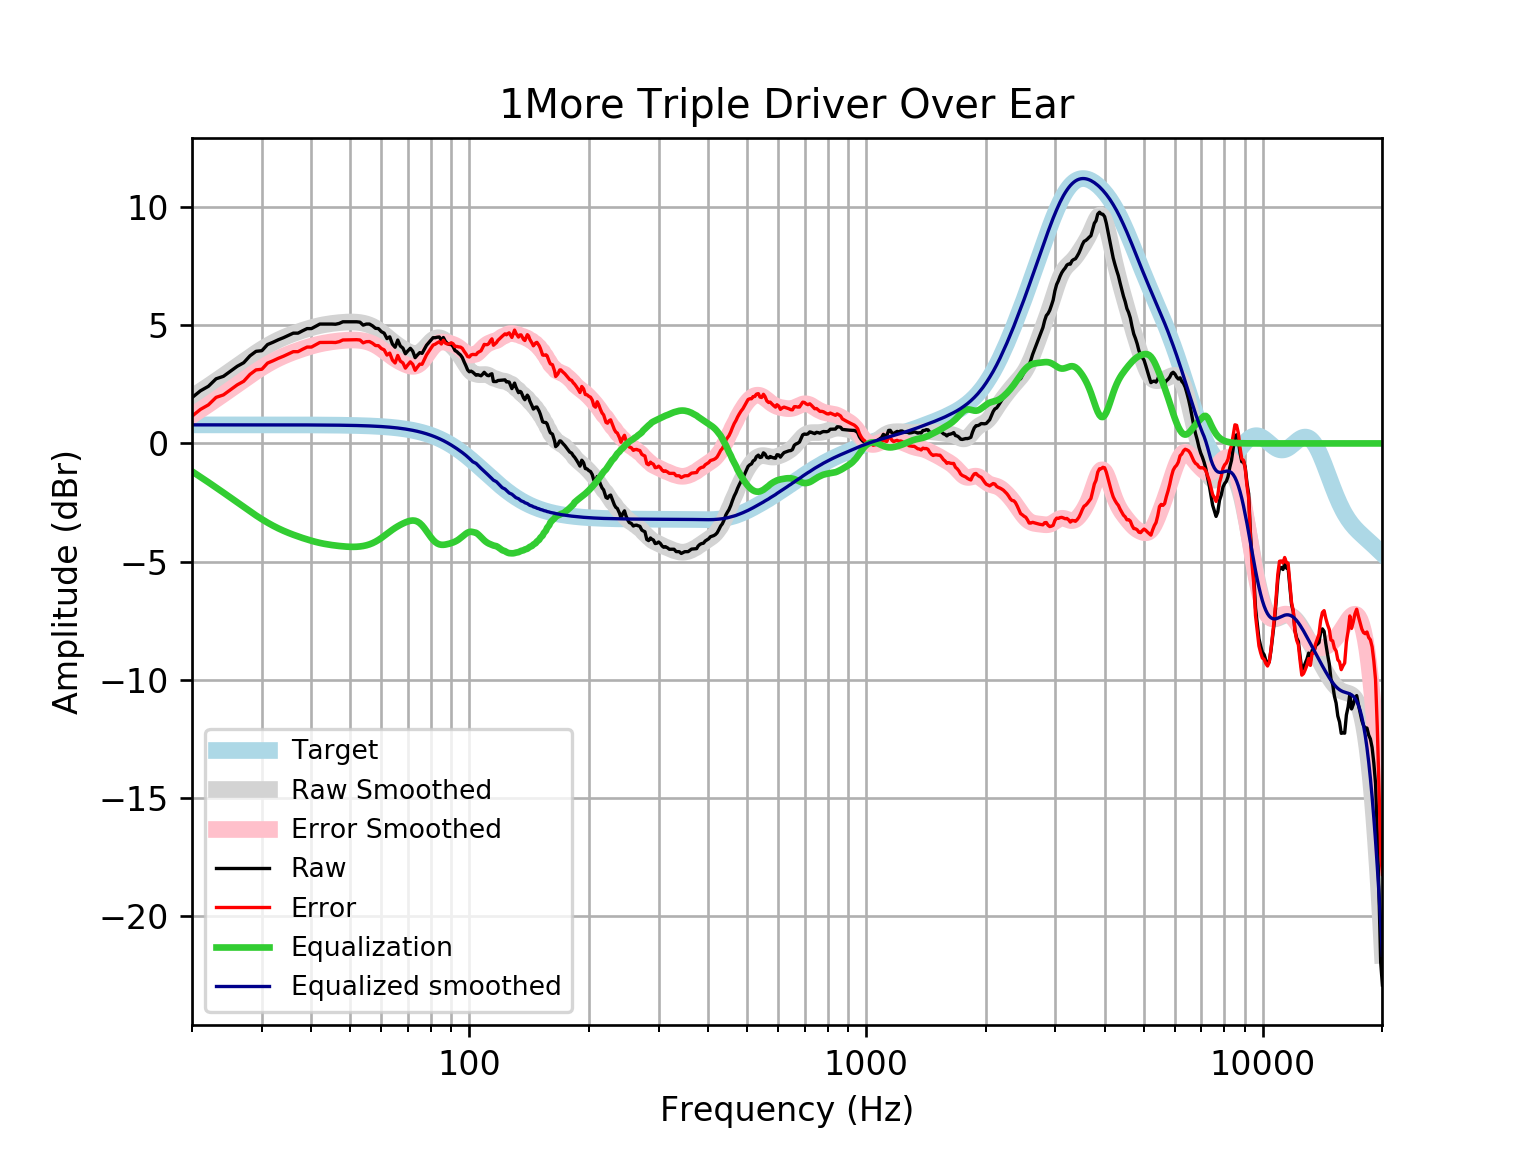 1More Triple Driver Over Ear
Amplitude (dBr)
10
5
0
−5
−10
−15
−20
Target
Raw Smoothed
Error Smoothed
Raw
Error
Equalization
Equalized smoothed
100 1000 10000
Frequency (Hz)